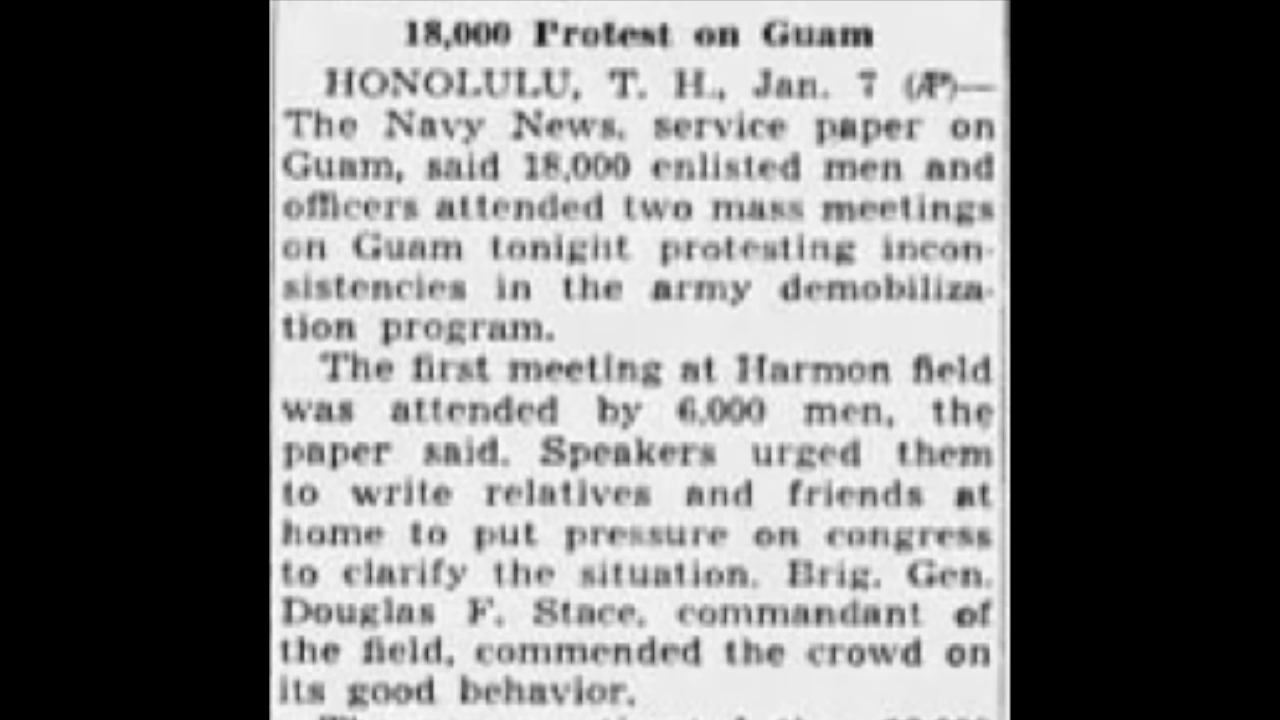 18,000 Protest on Guam
HONOLULU, T. H., Jan. 7 (AP)—
The Navy News, service paper on
Guam, said 18,000 enlisted men and
officers attended two mass meetings
on Guam tonight protesting incon-
sistencies in the army demobiliza-
tion program.
The first meeting at Harmon field
was attended by 6,000 men, the
paper said. Speakers urged them
to write relatives and friends at
home to put pressure on congress
to clarify the situation. Brig. Gen.
Douglas F. Stace, commandant of
the field, commended the crowd on
its good behavior.